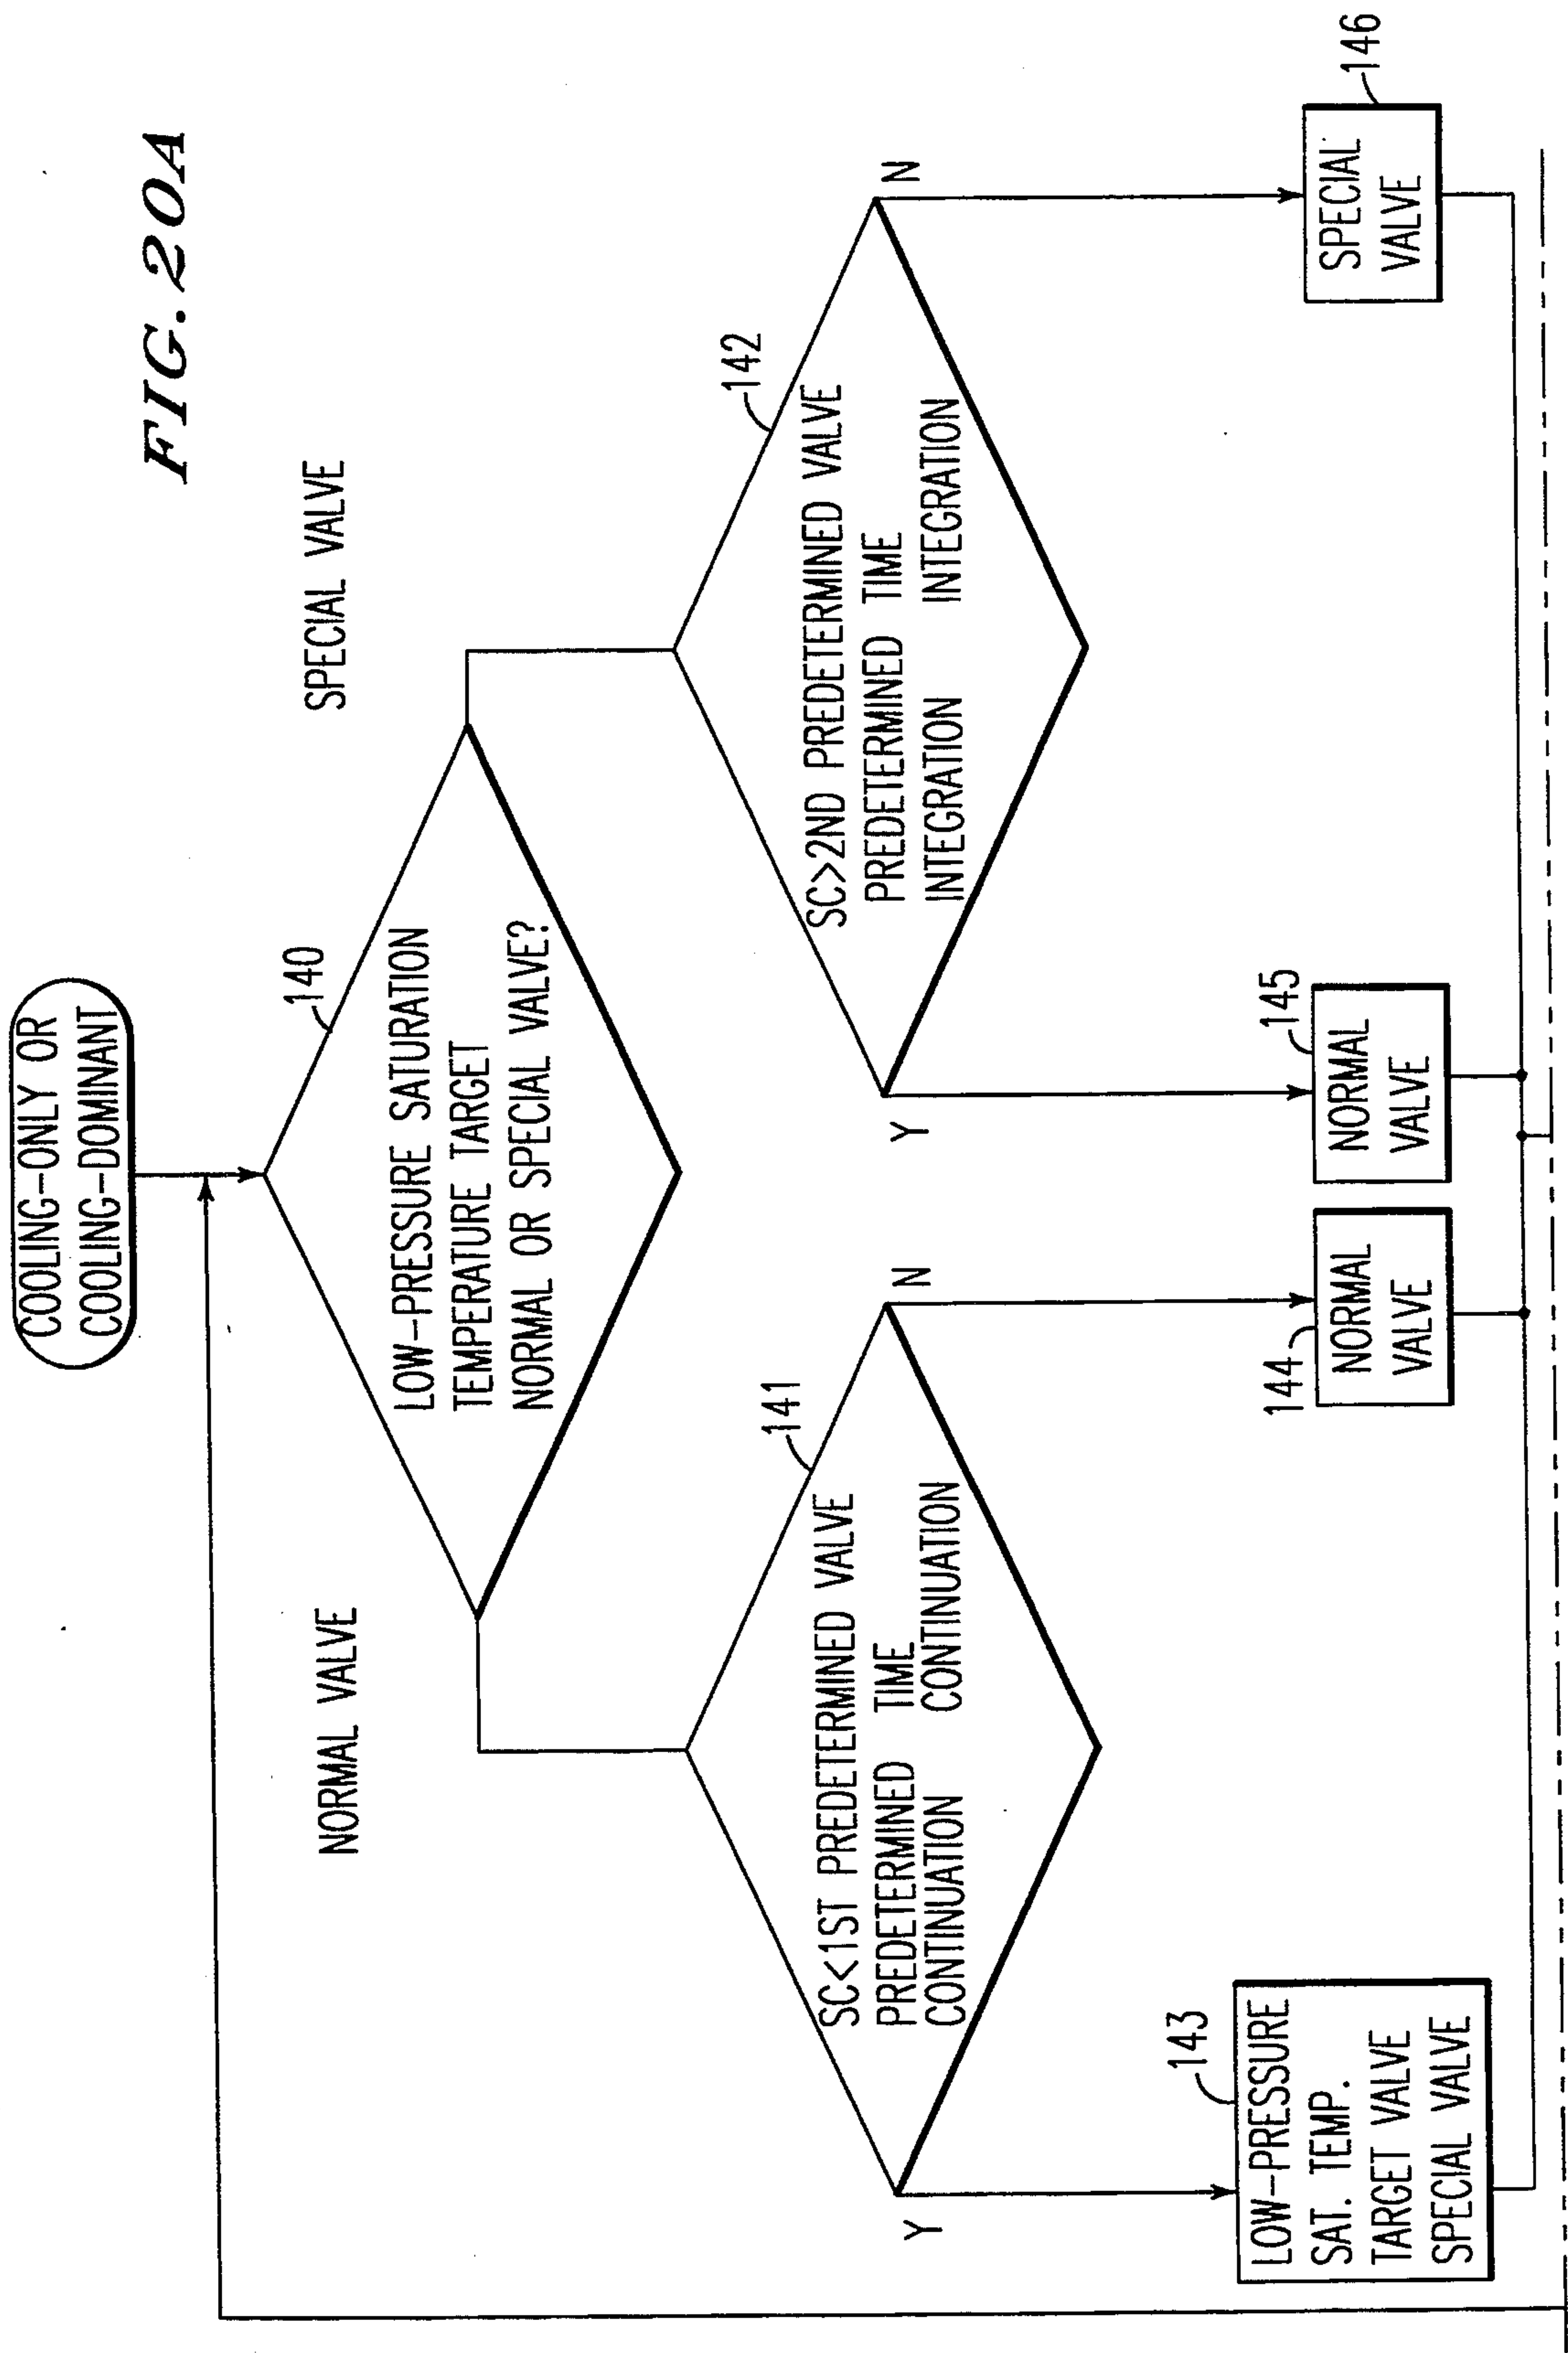 FIG. 20A
COOLING-ONLY OR
COOLING-DOMINANT
140
LOW-PRESSURE SATURATION
TEMPERATURE TARGET
NORMAL OR SPECIAL VALVE?
NORMAL VALVE
SPECIAL VALVE
141
SC<1ST PREDETERMINED VALVE
PREDETERMINED TIME
CONTINUATION CONTINUATION
Y
N
142
SC>2ND PREDETERMINED VALVE
PREDETERMINED TIME
INTEGRATION INTEGRATION
Y
N
143
LOW-PRESSURE
SAT. TEMP.
TARGET VALVE
SPECIAL VALVE
144
NORMAL
VALVE
145
NORMAL
VALVE
146
SPECIAL
VALVE